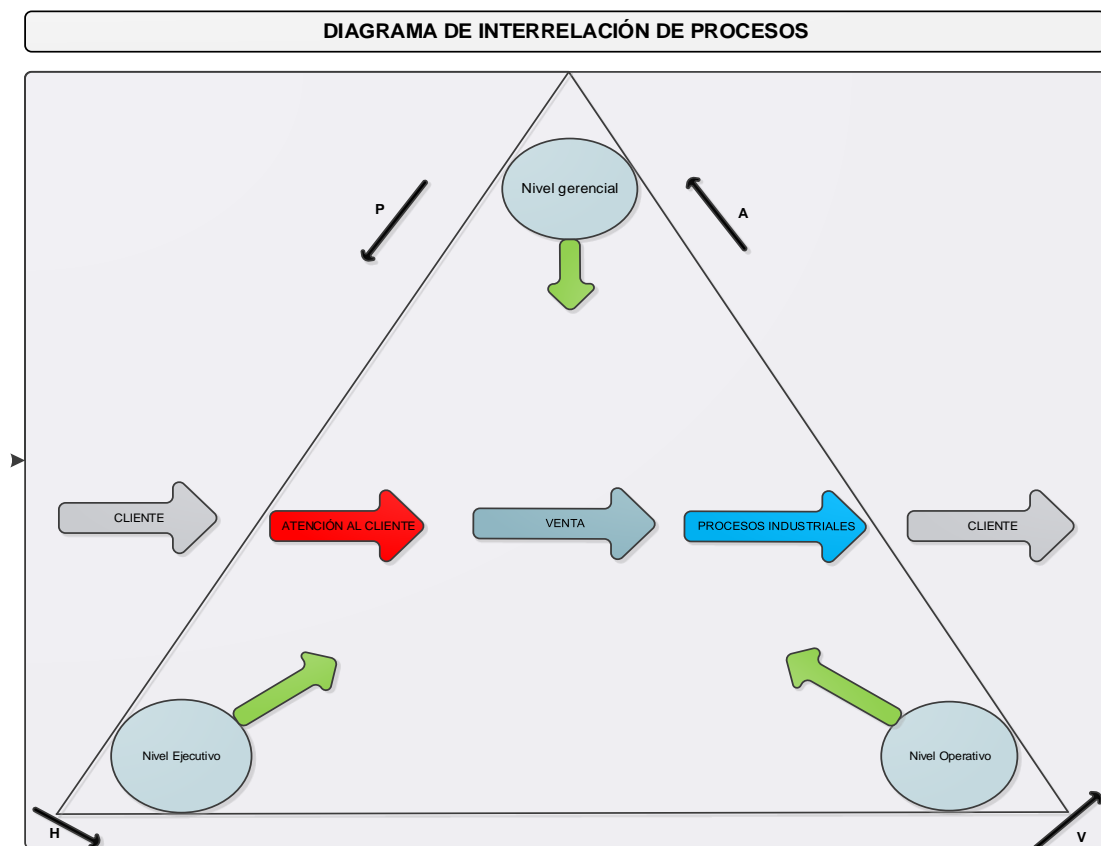 DIAGRAMA DE INTERRELACIÓN DE PROCESOS
Nivel gerencial
P
A
CLIENTE
ATENCIÓN AL CLIENTE
VENTA
PROCESOS INDUSTRIALES
CLIENTE
Nivel Ejecutivo
Nivel Operativo
H
V